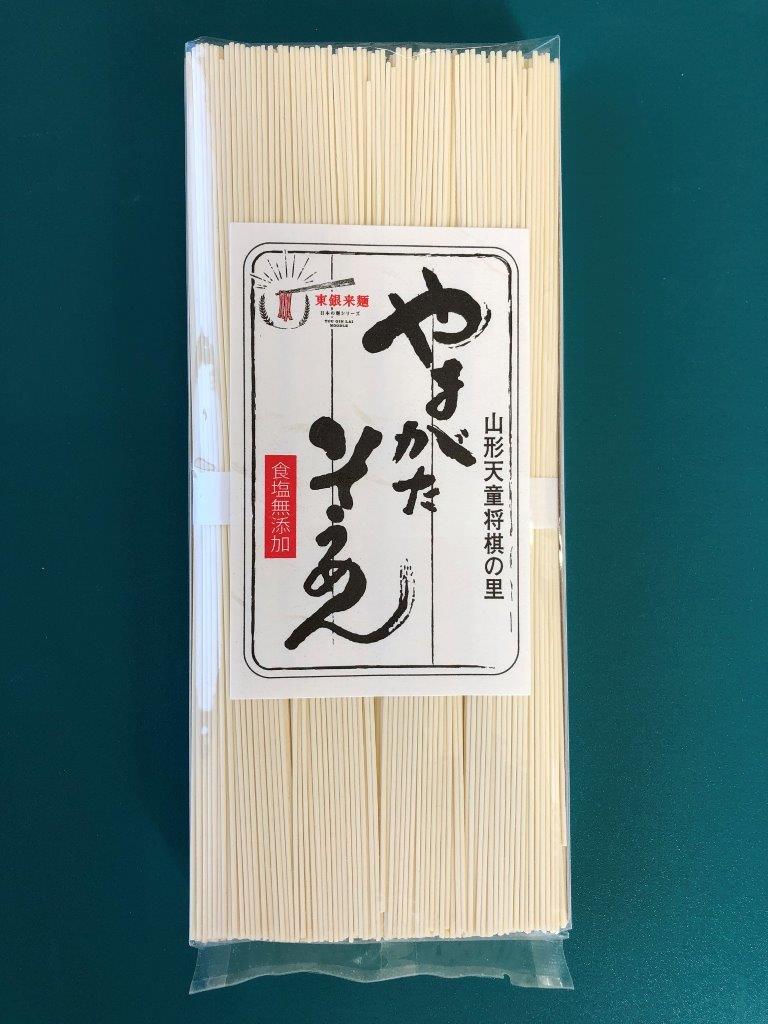 山形天童将棋の里
やまがた
そうめん
食塩無添加
東銀来麺
日本の麺シリーズ
TOU GIN LAI
NOODLE